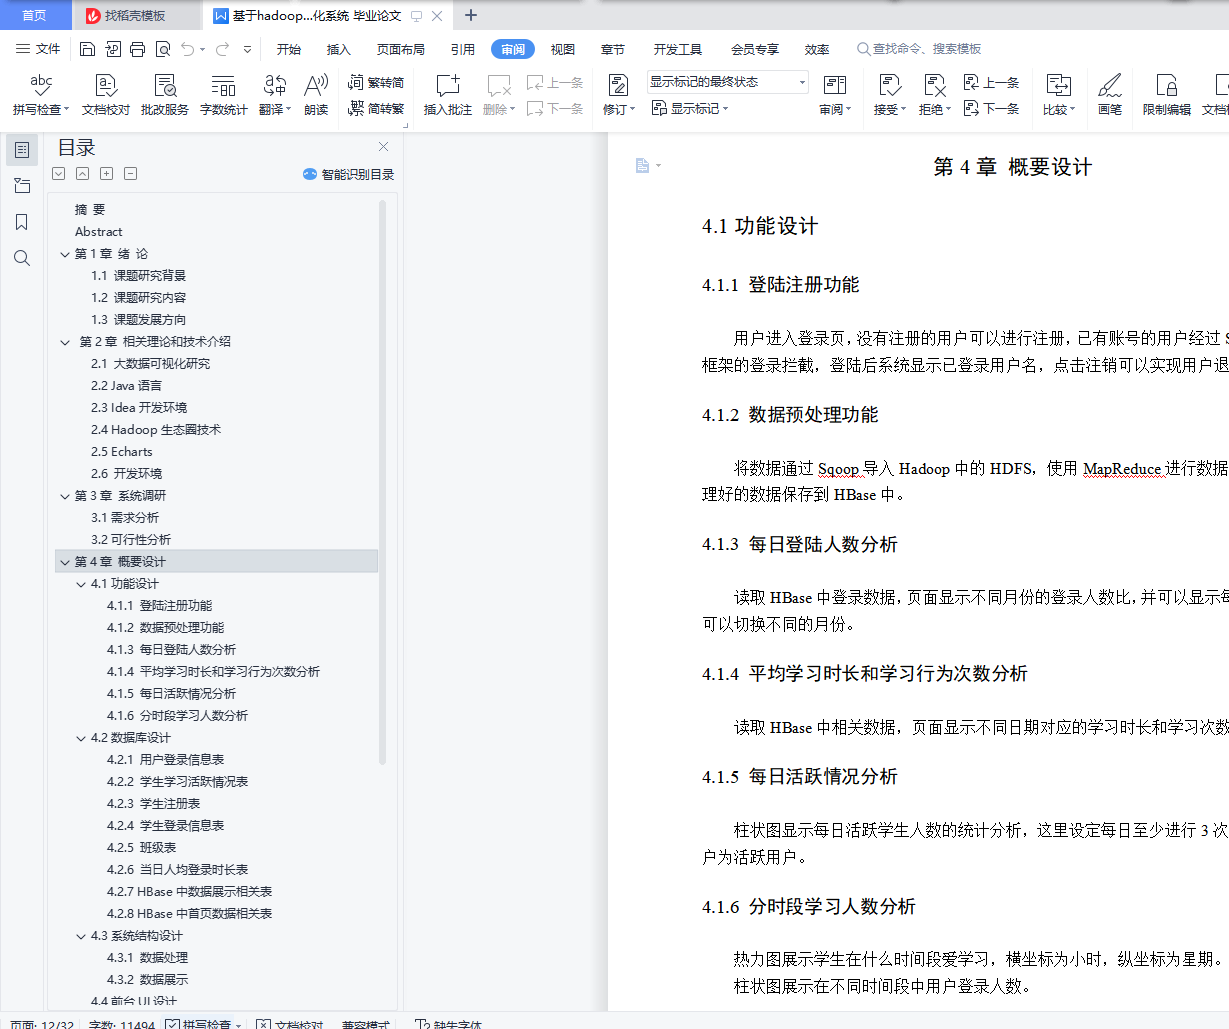 首页 找稻壳模板 基于hadoop...化系统 毕业论文
文件 开始 插入 页面布局 引用 审阅 视图 章节 开发工具 会员专享 效率 查找命令、搜索模板
繁转简 上一条 显示标记的最终状态 上一条
拼写检查 文档校对 批改服务 字数统计 翻译 朗读 简转繁 插入批注 删除 下一条 修订 显示标记 审阅 接受 拒绝 下一条 比较 画笔 限制编辑
目录
智能识别目录
摘 要
Abstract
第 1 章 绪 论
1.1 课题研究背景
1.2 课题研究内容
1.3 课题发展方向
第 2 章 相关理论和技术介绍
2.1 大数据可视化研究
2.2 Java 语言
2.3 Idea 开发环境
2.4 Hadoop 生态圈技术
2.5 Echarts
2.6 开发环境
第 3 章 系统调研
3.1 需求分析
3.2 可行性分析
第 4 章 概要设计
4.1 功能设计
4.1.1 登陆注册功能
4.1.2 数据预处理功能
4.1.3 每日登陆人数分析
4.1.4 平均学习时长和学习行为次数分析
4.1.5 每日活跃情况分析
4.1.6 分时段学习人数分析
4.2 数据库设计
4.2.1 用户登录信息表
4.2.2 学生学习活跃情况表
4.2.3 学生注册表
4.2.4 学生登录信息表
4.2.5 班级表
4.2.6 当日人均登录时长表
4.2.7 HBase 中数据展示相关表
4.2.8 HBase 中首页数据相关表
4.3 系统结构设计
4.3.1 数据处理
4.3.2 数据展示
4.4 前台 UI 设计
第 4 章 概要设计
4.1 功能设计
4.1.1 登陆注册功能
用户进入登录页，没有注册的用户可以进行注册，已有账号的用户经过 S
框架的登录拦截，登陆后系统显示已登录用户名，点击注销可以实现用户退
4.1.2 数据预处理功能
将数据通过 Sqoop 导入 Hadoop 中的 HDFS，使用 MapReduce 进行数据
理好的数据保存到 HBase 中。
4.1.3 每日登陆人数分析
读取 HBase 中登录数据，页面显示不同月份的登录人数比，并可以显示每
可以切换不同的月份。
4.1.4 平均学习时长和学习行为次数分析
读取 HBase 中相关数据，页面显示不同日期对应的学习时长和学习次数
4.1.5 每日活跃情况分析
柱状图显示每日活跃学生人数的统计分析，这里设定每日至少进行 3 次
户为活跃用户。
4.1.6 分时段学习人数分析
热力图展示学生在什么时间段爱学习，横坐标为小时，纵坐标为星期。
柱状图展示在不同时间段中用户登录人数。
页面: 12/32 字数: 11494 拼写检查 文档校对 兼容模式 缺失字体